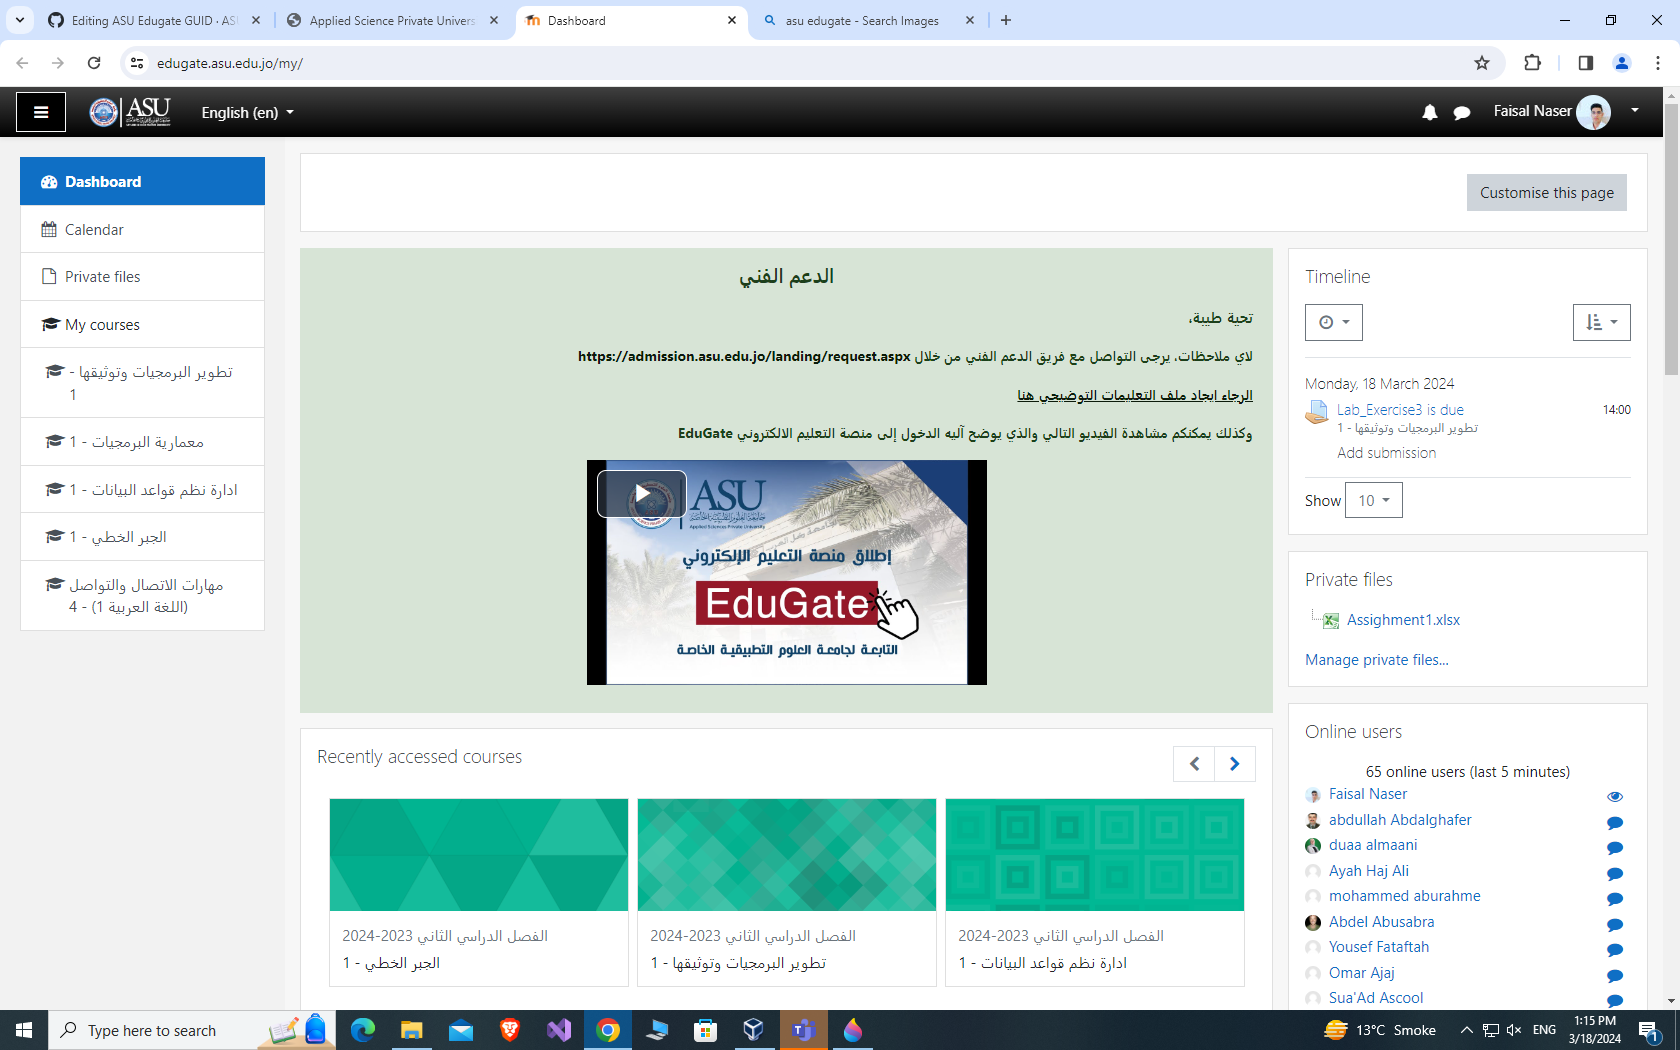 Editing ASU Edugate GUID · AS
Applied Science Private Univers
Dashboard
asu edugate - Search Images
edugate.asu.edu.jo/my/
ASU
English (en)
Faisal Naser
Dashboard
Calendar
Private files
My courses
تطوير البرمجيات وتوثيقها -
1
معمارية البرمجيات - 1
ادارة نظم قواعد البيانات - 1
الجبر الخطي - 1
مهارات الاتصال والتواصل
(اللغة العربية 1) - 4
Customise this page
الدعم الفني
تحية طيبة،
لاي ملاحظات، يرجى التواصل مع فريق الدعم الفني من خلال https://admission.asu.edu.jo/landing/request.aspx
الرجاء ايجاد ملف التعليمات التوضيحي هنا
وكذلك يمكنكم مشاهدة الفيديو التالي والذي يوضح آليه الدخول إلى منصة التعليم الالكتروني EduGate
ASU
جامعة العلوم التطبيقية الخاصة
Applied Sciences Private University
إطلاق منصة التعليم الإلكتروني
EduGate
التابعة لجامعة العلوم التطبيقية الخاصة
Recently accessed courses
الفصل الدراسي الثاني 2023-2024
الجبر الخطي - 1
الفصل الدراسي الثاني 2023-2024
تطوير البرمجيات وتوثيقها - 1
الفصل الدراسي الثاني 2023-2024
ادارة نظم قواعد البيانات - 1
Timeline
Monday, 18 March 2024
Lab_Exercise3 is due 14:00
تطوير البرمجيات وتوثيقها - 1
Add submission
Show 10
Private files
Assighment1.xlsx
Manage private files...
Online users
65 online users (last 5 minutes)
Faisal Naser
abdullah Abdalghafer
duaa almaani
Ayah Haj Ali
mohammed aburahme
Abdel Abusabra
Yousef Fataftah
Omar Ajaj
Sua'Ad Ascool
Type here to search
13°C Smoke
ENG
1:15 PM
3/18/2024
1